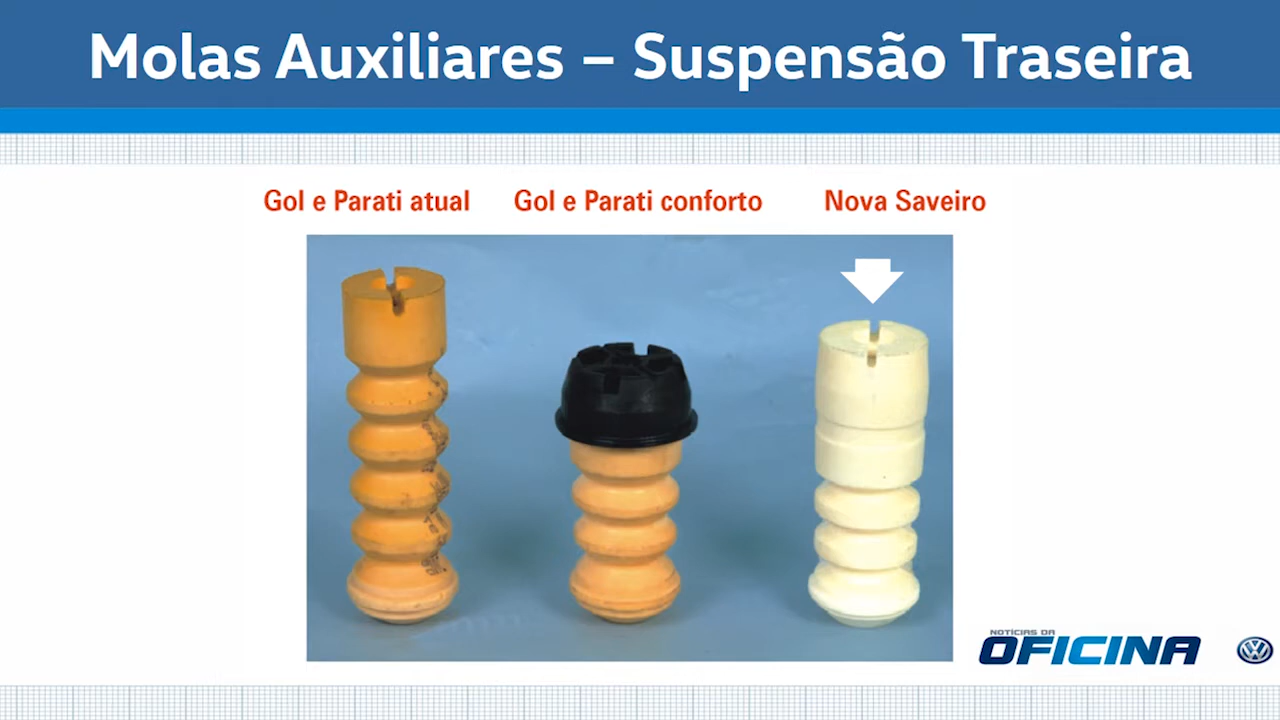 Molas Auxiliares – Suspensão Traseira
Gol e Parati atual
Gol e Parati conforto
Nova Saveiro
NOTÍCIAS DA
OFICINA